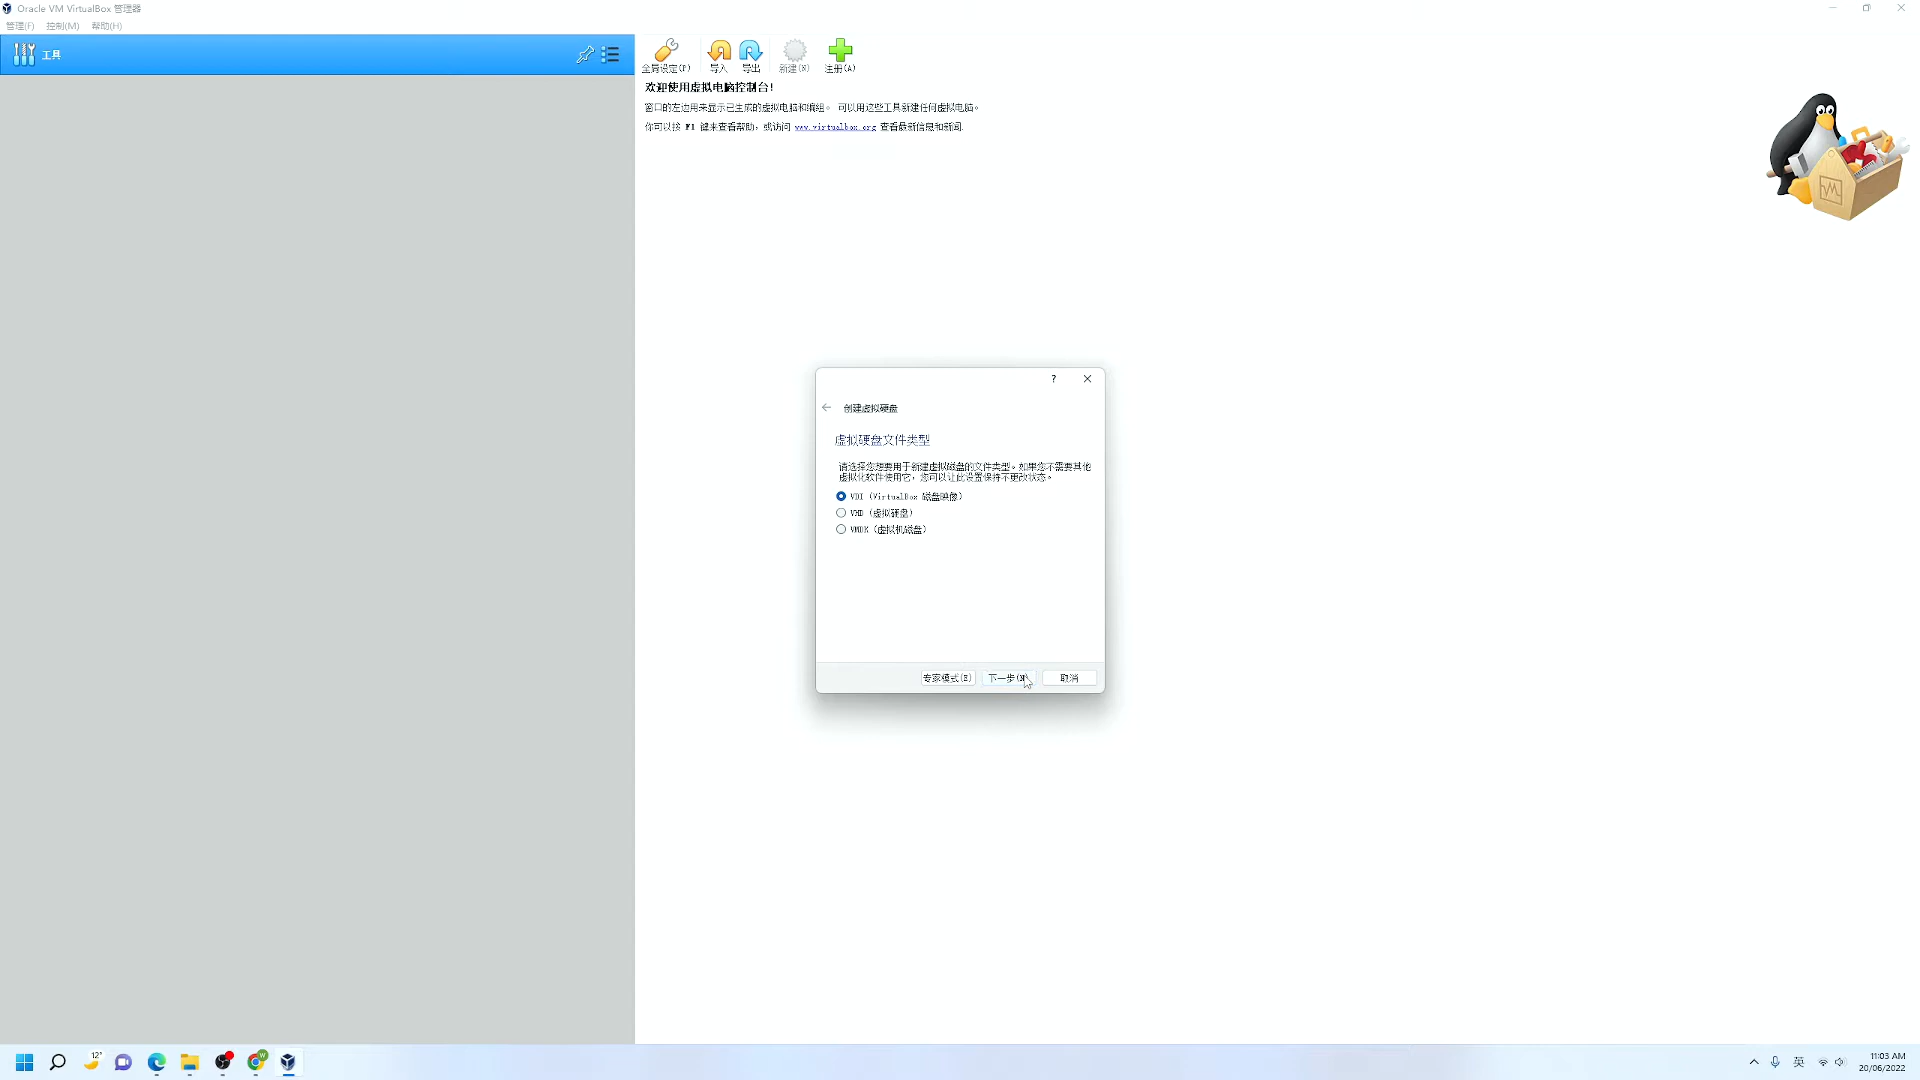 Oracle VM VirtualBox 管理器
管理(F) 控制(M) 帮助(H)
工具
全局设定(P) 导入 导出 新建(N) 注册(A)
欢迎使用虚拟电脑控制台!
窗口的左边用来显示已生成的虚拟电脑和编组。 可以用这些工具新建任何虚拟电脑。
你可以按 F1 键来查看帮助，或访问 www.virtualbox.org 查看最新信息和新闻.
?
创建虚拟硬盘
虚拟硬盘文件类型
请选择您想要用于新建虚拟磁盘的文件类型。如果您不需要其他
虚拟化软件使用它，您可以让此设置保持不更改状态。
VDI (VirtualBox 磁盘映像)
VHD (虚拟硬盘)
VMDK (虚拟机磁盘)
专家模式(E) 下一步(N) 取消
12°
W
英
11:03 AM
20/06/2022